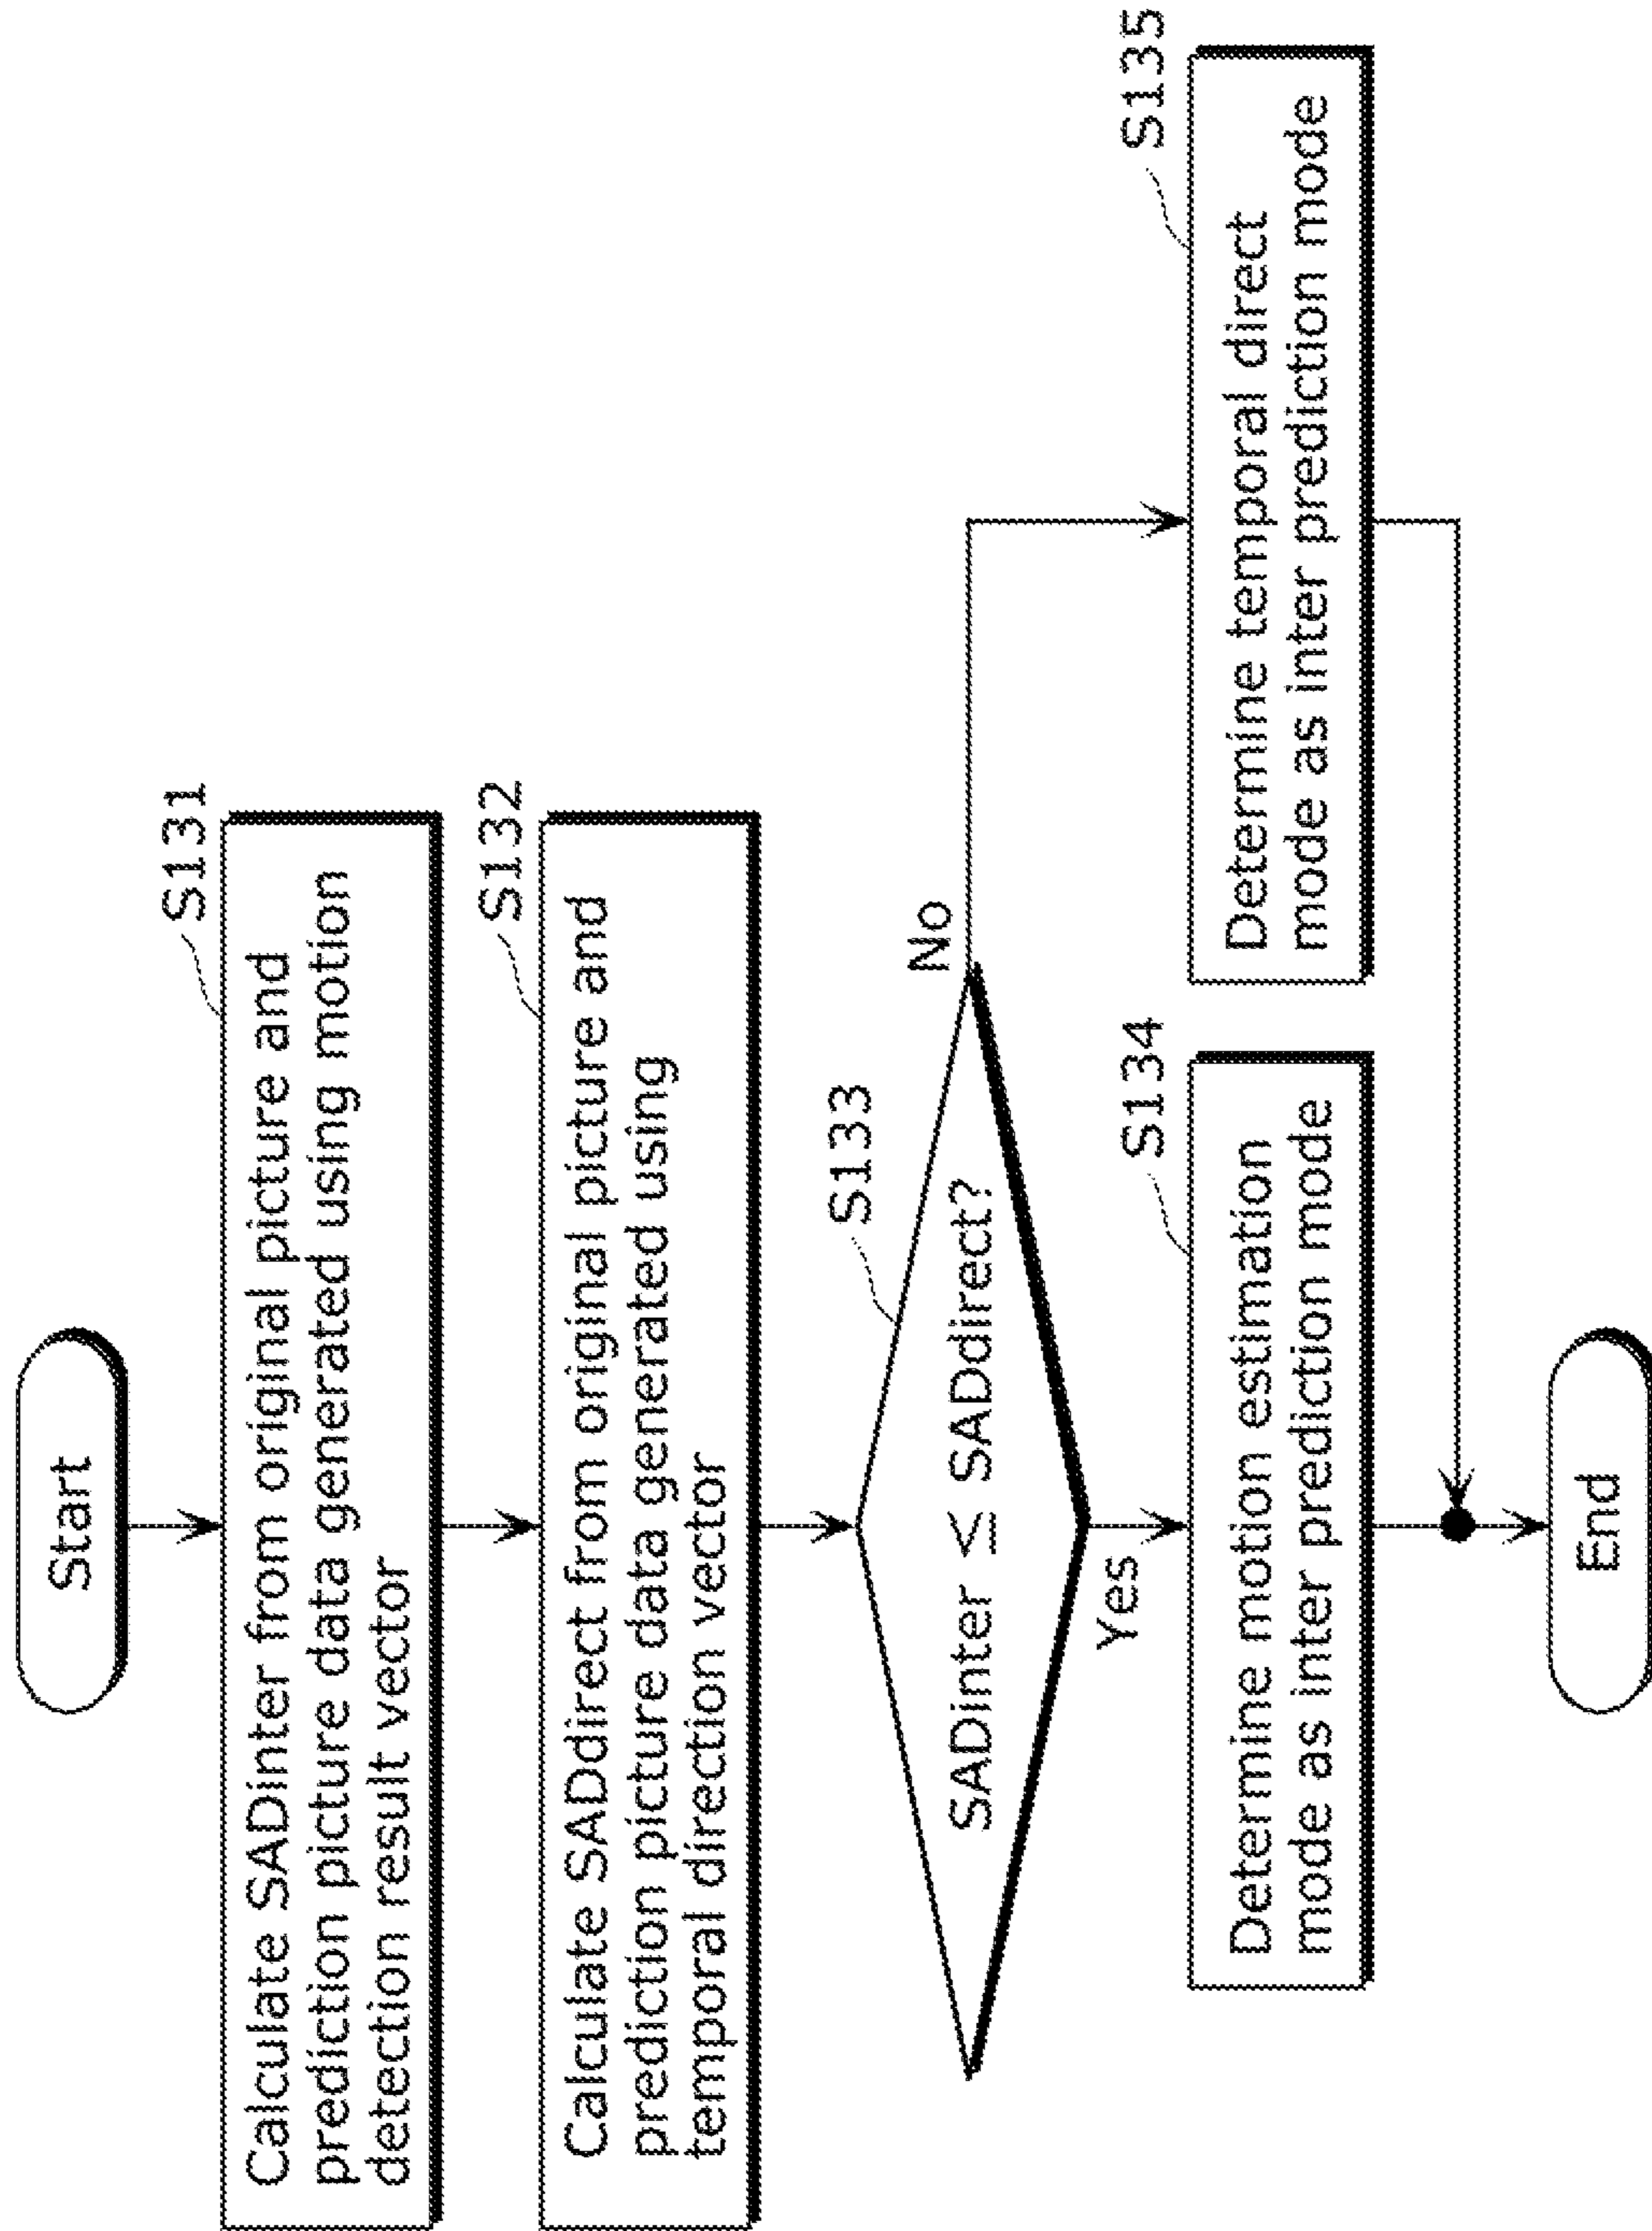 Start
S131
Calculate SADinter from original picture and
prediction picture data generated using motion
detection result vector
S132
Calculate SADdirect from original picture and
prediction picture data generated using
temporal direction vector
S133
SADinter ≤ SADdirect?
No
Yes
S134
Determine motion estimation
mode as inter prediction mode
S135
Determine temporal direct
mode as inter prediction mode
End